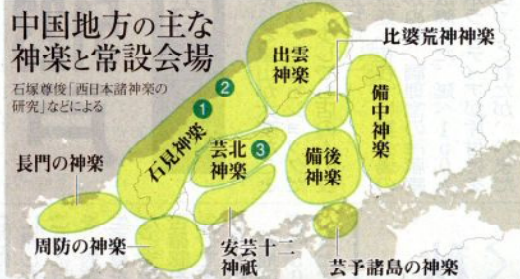 中国地方の主な
神楽と常設会場
石塚尊俊「西日本諸神楽の
研究」などによる
出雲
神楽
比婆荒神神楽
備中神楽
2
1
石見神楽
芸北
神楽
3
備後
神楽
長門の神楽
周防の神楽
安芸十二
神祇
芸予諸島の神楽